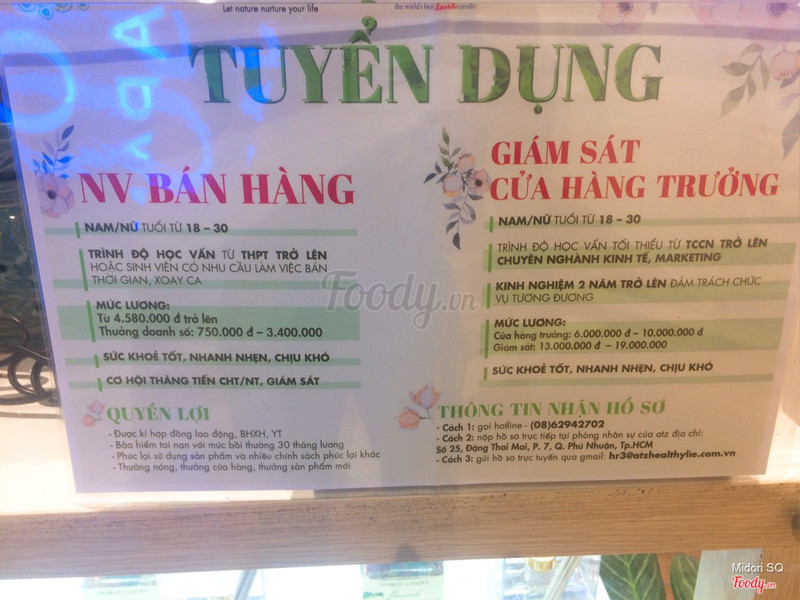 Let nature nurture your life
the world's best Foodie candle
TUYỂN DỤNG
NV BÁN HÀNG
NAM/NỮ TUỔI TỪ 18 – 30
TRÌNH ĐỘ HỌC VẤN TỪ THPT TRỞ LÊN
HOẶC SINH VIÊN CÓ NHU CẦU LÀM VIỆC BÁN
THỜI GIAN, XOAY CA
MỨC LƯƠNG:
Từ 4.580.000 đ trở lên
Thưởng doanh số: 750.000 đ – 3.400.000
SỨC KHOẺ TỐT, NHANH NHẸN, CHỊU KHÓ
CƠ HỘI THĂNG TIẾN CHT/NT, GIÁM SÁT
QUYỀN LỢI
- Được kí hợp đồng lao động, BHXH, YT
- Bảo hiểm tai nạn với mức bồi thường 30 tháng lương
- Phúc lợi sử dụng sản phẩm và nhiều chính sách phúc lợi khác
- Thưởng nóng, thưởng cửa hàng, thưởng sản phẩm mới
GIÁM SÁT
CỬA HÀNG TRƯỞNG
NAM/NỮ TUỔI TỪ 18 – 30
TRÌNH ĐỘ HỌC VẤN TỐI THIỂU TỪ TCCN TRỞ LÊN
CHUYÊN NGHÀNH KINH TẾ, MARKETING
KINH NGHIỆM 2 NĂM TRỞ LÊN ĐẢM TRÁCH CHỨC
VỤ TƯƠNG ĐƯƠNG
MỨC LƯƠNG:
Cửa hàng trưởng: 6.000.000 đ – 10.000.000 đ
Giám sát: 13.000.000 đ – 19.000.000
SỨC KHOẺ TỐT, NHANH NHẸN, CHỊU KHÓ
THÔNG TIN NHẬN HỒ SƠ
- Cách 1: gọi hotline - (08)62942702
- Cách 2: nộp hồ sơ trực tiếp tại phòng nhân sự của atz địa chỉ:
Số 25, Đặng Thai Mai, P. 7, Q. Phú Nhuận, Tp.HCM
- Cách 3: gửi hồ sơ trực tuyến qua gmail: hr3@atzhealthylie.com.vn
Foody.vn
Midori SQ
Foody.vn